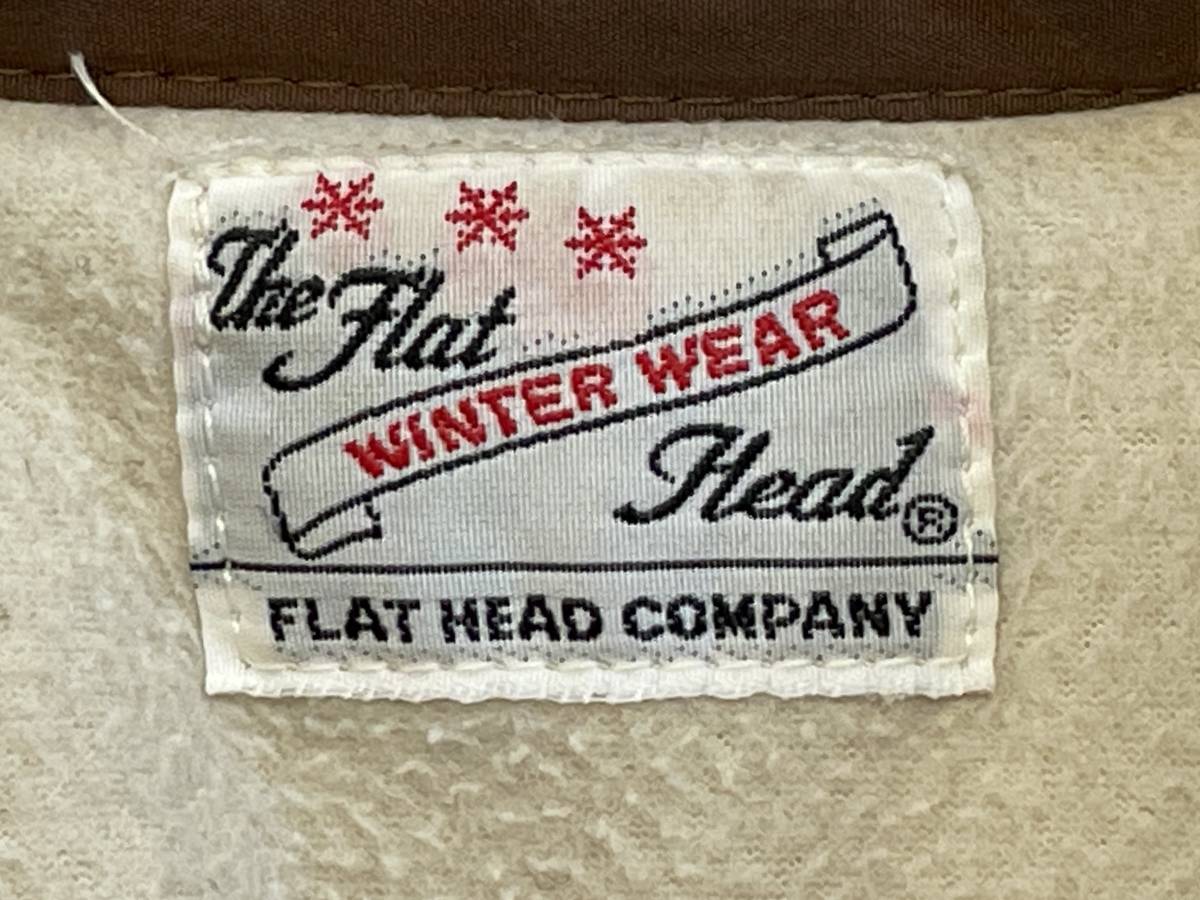 The Flat
WINTER WEAR
Head®
FLAT HEAD COMPANY